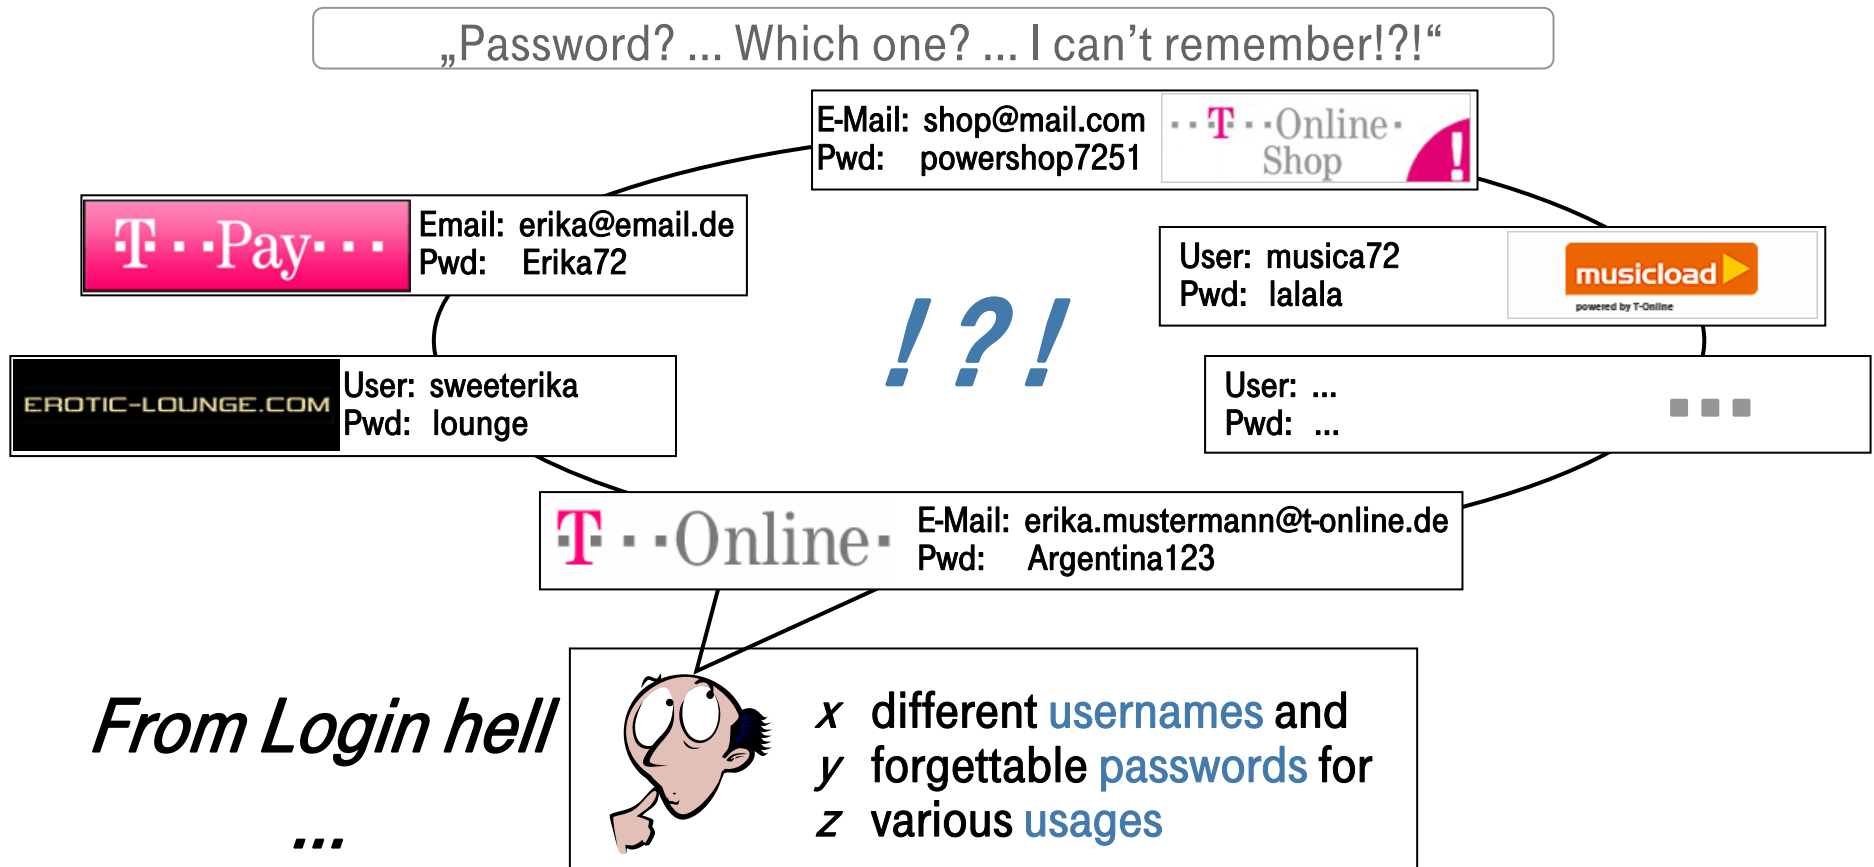 „Password? ... Which one? ... I can't remember!?!“
E-Mail: shop@mail.com
Pwd: powershop7251
··T··Online·
Shop
!
T··Pay···
Email: erika@email.de
Pwd: Erika72
User: musica72
Pwd: lalala
musicload
powered by T-Online
!?!
EROTIC-LOUNGE.COM
User: sweeterika
Pwd: lounge
User: ...
Pwd: ...
T··Online·
E-Mail: erika.mustermann@t-online.de
Pwd: Argentina123
From Login hell
...
x different usernames and
y forgettable passwords for
z various usages